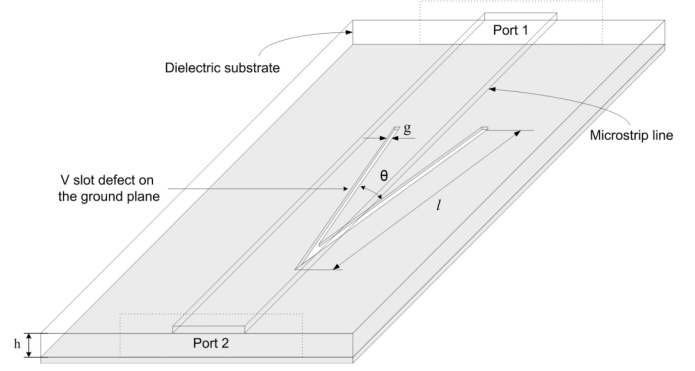 Port 1
Dielectric substrate
g
Microstrip line
θ
V slot defect on
the ground plane
l
h
Port 2